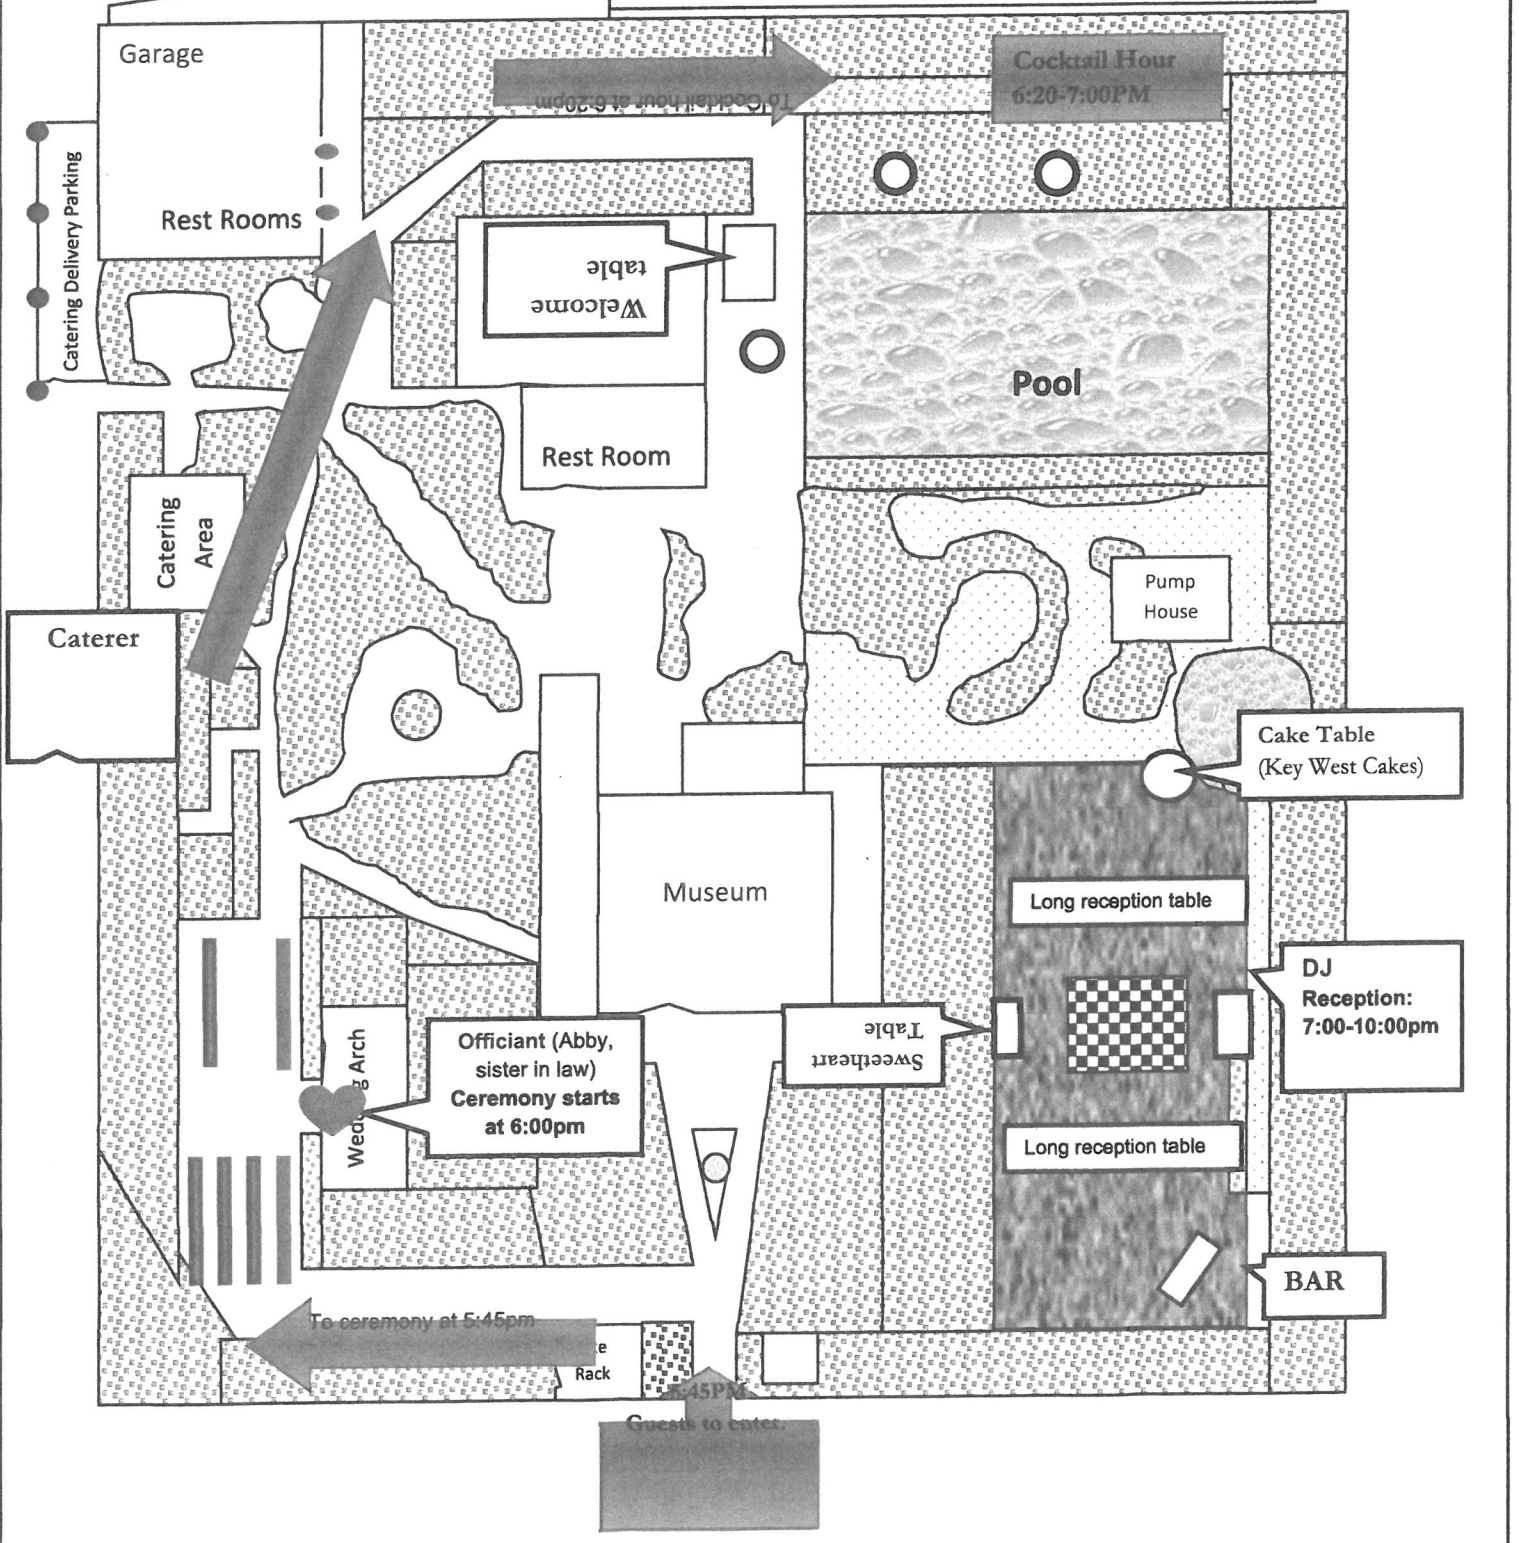 Garage
Cocktail Hour
6:20-7:00PM
To Cocktail hour at 6:20pm
Catering Delivery Parking
Rest Rooms
Welcome
table
Pool
Rest Room
Catering
Area
Pump
House
Caterer
Cake Table
(Key West Cakes)
Museum
Long reception table
DJ
Reception:
7:00-10:00pm
Sweetheart
Table
Officiant (Abby,
sister in law)
Ceremony starts
at 6:00pm
Arch
Long reception table
BAR
To ceremony at 5:45pm
Rack
5:45PM
Guests to enter.